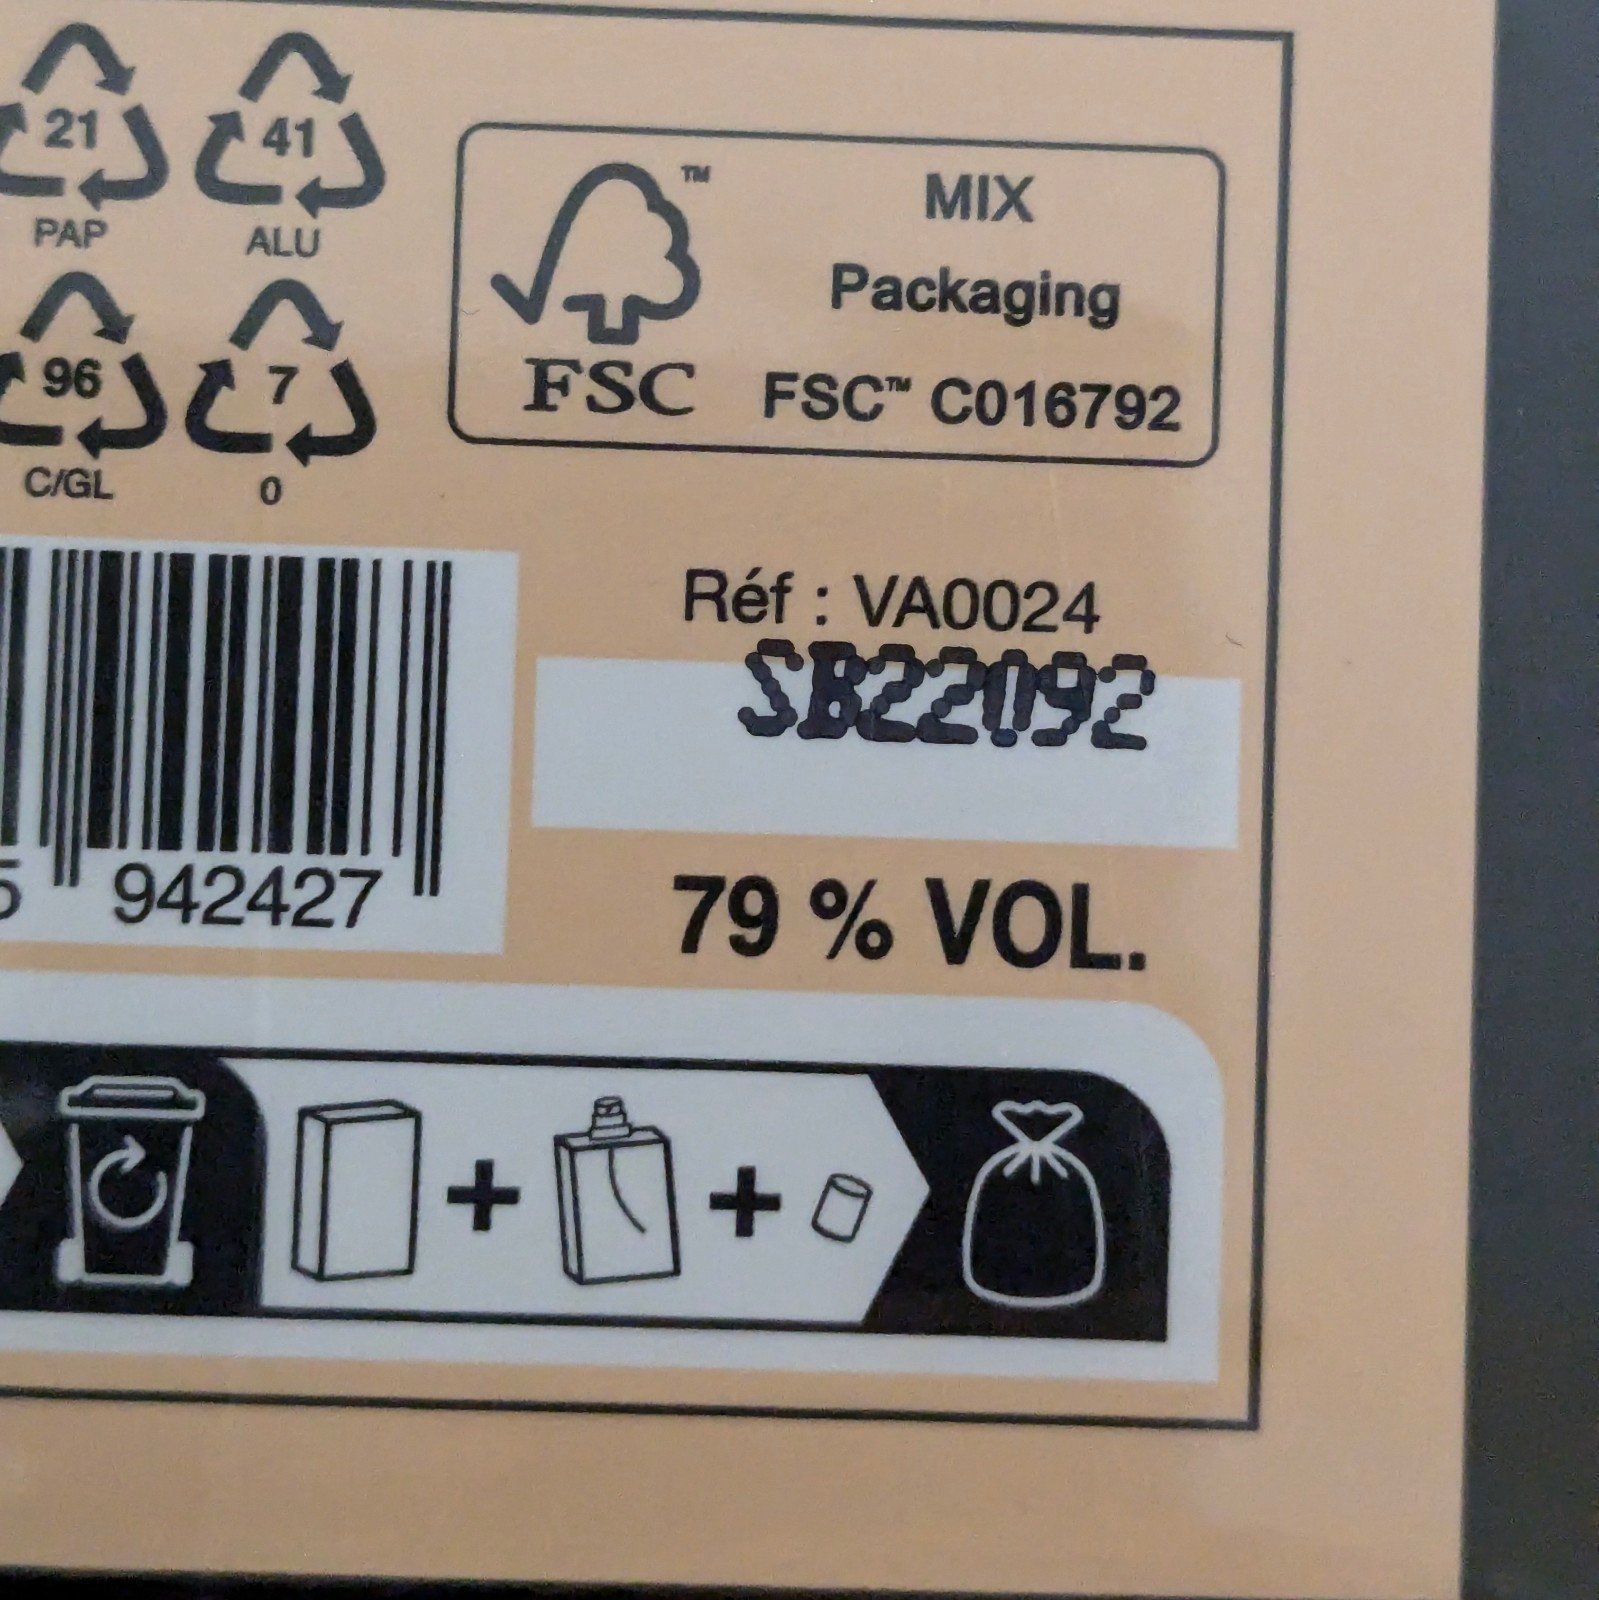 21 41
PAP ALU
96 7
C/GL 0
™
FSC
MIX
Packaging
FSC™ C016792
Réf : VA0024
SB22092
5 942427
79 % VOL.